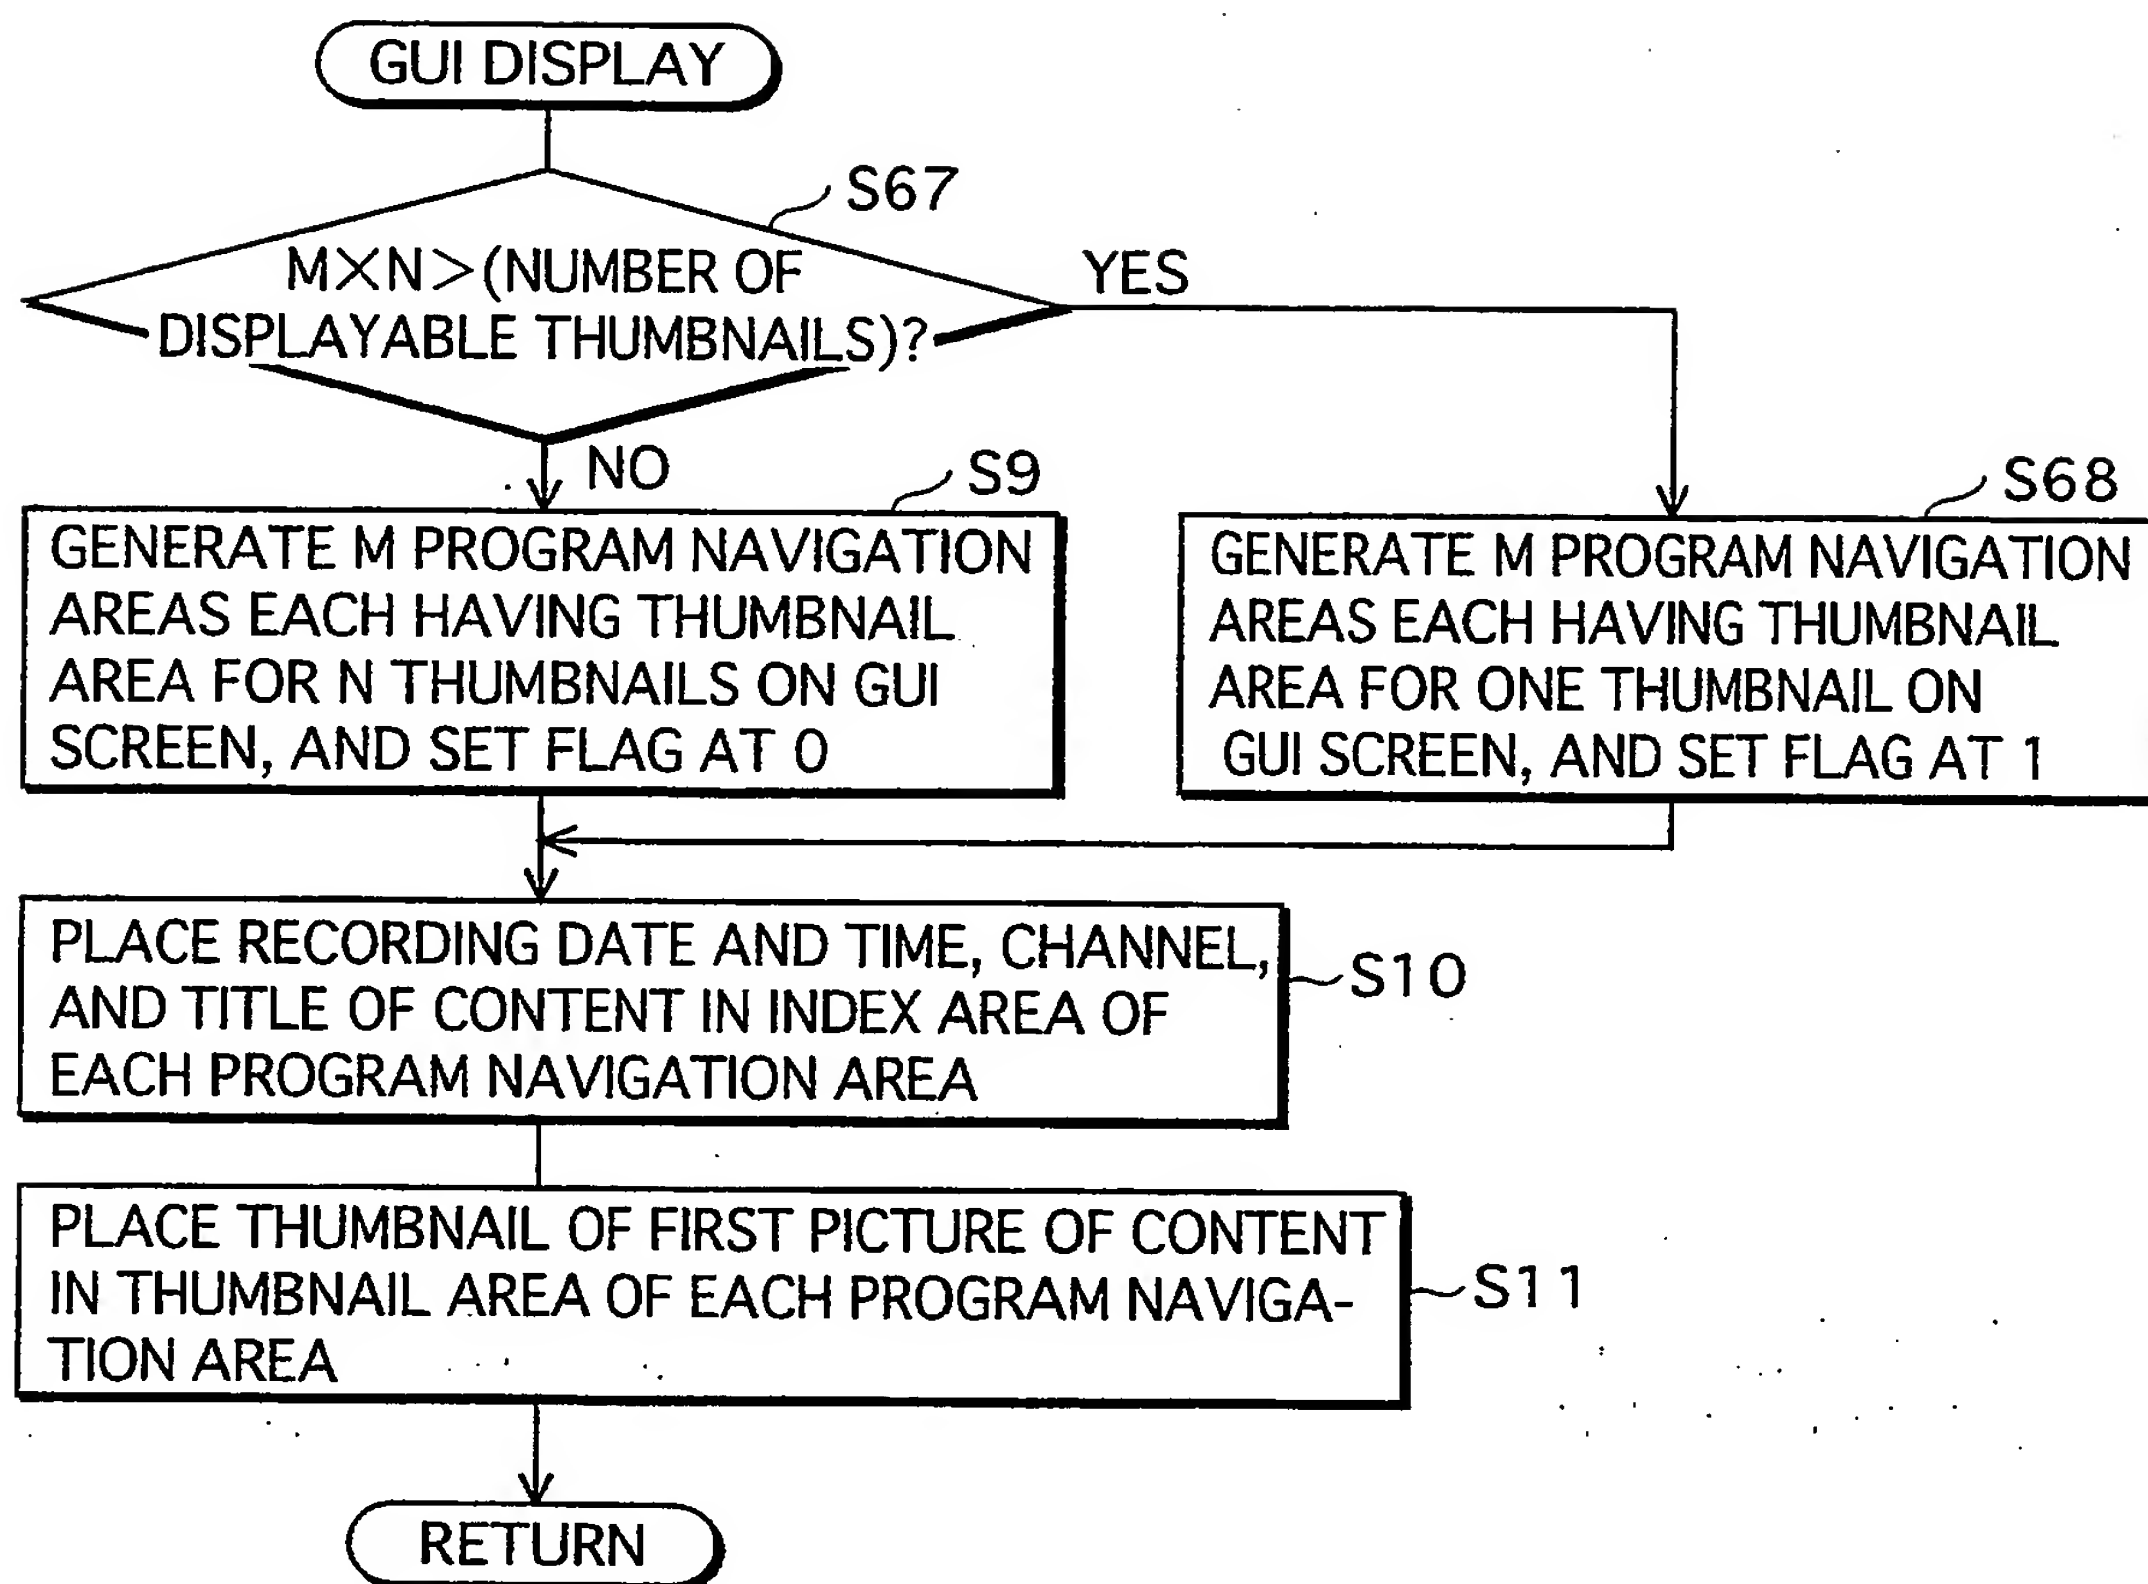 GUI DISPLAY
S67
M×N>(NUMBER OF
DISPLAYABLE THUMBNAILS)?
YES
NO
S9
GENERATE M PROGRAM NAVIGATION
AREAS EACH HAVING THUMBNAIL
AREA FOR N THUMBNAILS ON GUI
SCREEN, AND SET FLAG AT 0
S68
GENERATE M PROGRAM NAVIGATION
AREAS EACH HAVING THUMBNAIL
AREA FOR ONE THUMBNAIL ON
GUI SCREEN, AND SET FLAG AT 1
PLACE RECORDING DATE AND TIME, CHANNEL,
AND TITLE OF CONTENT IN INDEX AREA OF
EACH PROGRAM NAVIGATION AREA
S10
PLACE THUMBNAIL OF FIRST PICTURE OF CONTENT
IN THUMBNAIL AREA OF EACH PROGRAM NAVIGA-
TION AREA
S11
RETURN